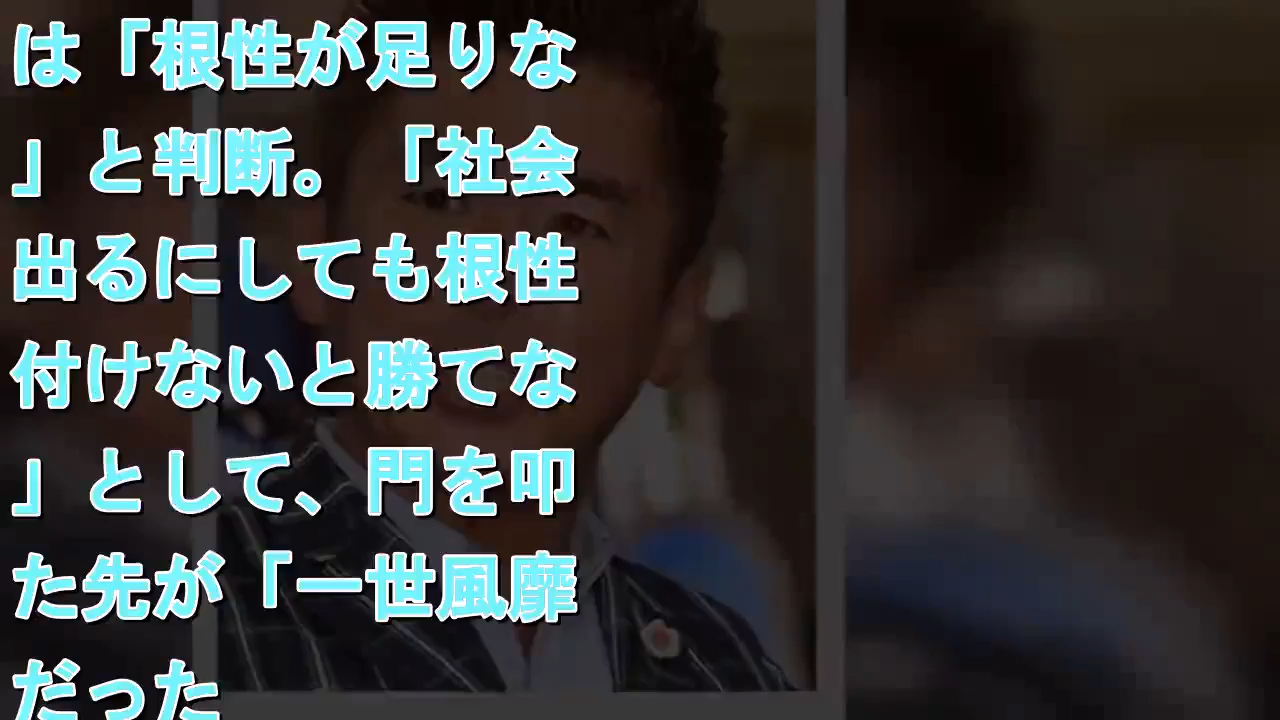 は「根性が足りな
」と判断。「社会
出るにしても根性
付けないと勝てな
」として、門を叩
た先が「一世風靡
だった